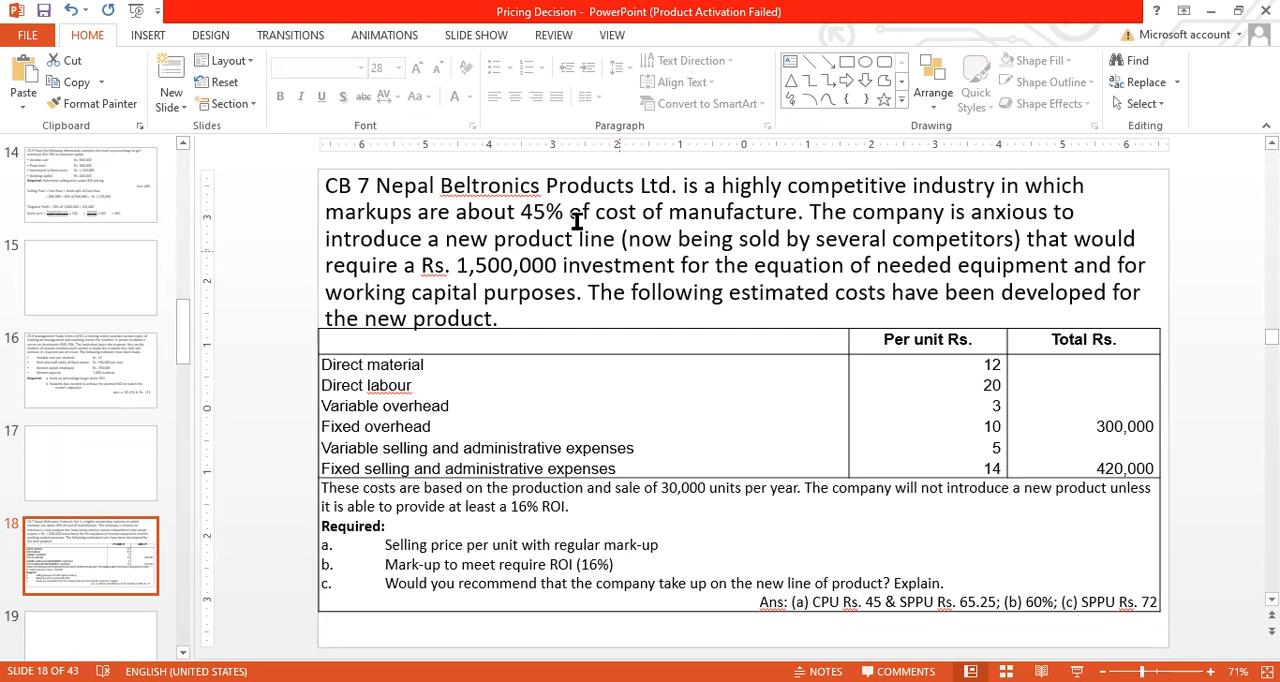 Pricing Decision - PowerPoint (Product Activation Failed)
FILE HOME INSERT DESIGN TRANSITIONS ANIMATIONS SLIDE SHOW REVIEW VIEW Microsoft account
Paste
Cut
Copy
Format Painter
Clipboard
New
Slide
Layout
Reset
Section
Slides
28
Font
Text Direction
Align Text
Convert to SmartArt
Paragraph
Arrange
Quick
Styles
Shape Fill
Shape Outline
Shape Effects
Drawing
Find
Replace
Select
Editing
14
15
16
17
18
19
CB 7 Nepal Beltronics Products Ltd. is a highly competitive industry in which
markups are about 45% of cost of manufacture. The company is anxious to
introduce a new product line (now being sold by several competitors) that would
require a Rs. 1,500,000 investment for the equation of needed equipment and for
working capital purposes. The following estimated costs have been developed for
the new product.
Per unit Rs. Total Rs.
Direct material 12
Direct labour 20
Variable overhead 3
Fixed overhead 10 300,000
Variable selling and administrative expenses 5
Fixed selling and administrative expenses 14 420,000
These costs are based on the production and sale of 30,000 units per year. The company will not introduce a new product unless
it is able to provide at least a 16% ROI.
Required:
a. Selling price per unit with regular mark-up
b. Mark-up to meet require ROI (16%)
c. Would you recommend that the company take up on the new line of product? Explain.
Ans: (a) CPU Rs. 45 & SPPU Rs. 65.25; (b) 60%; (c) SPPU Rs. 72
SLIDE 18 OF 43 ENGLISH (UNITED STATES) NOTES COMMENTS 71%